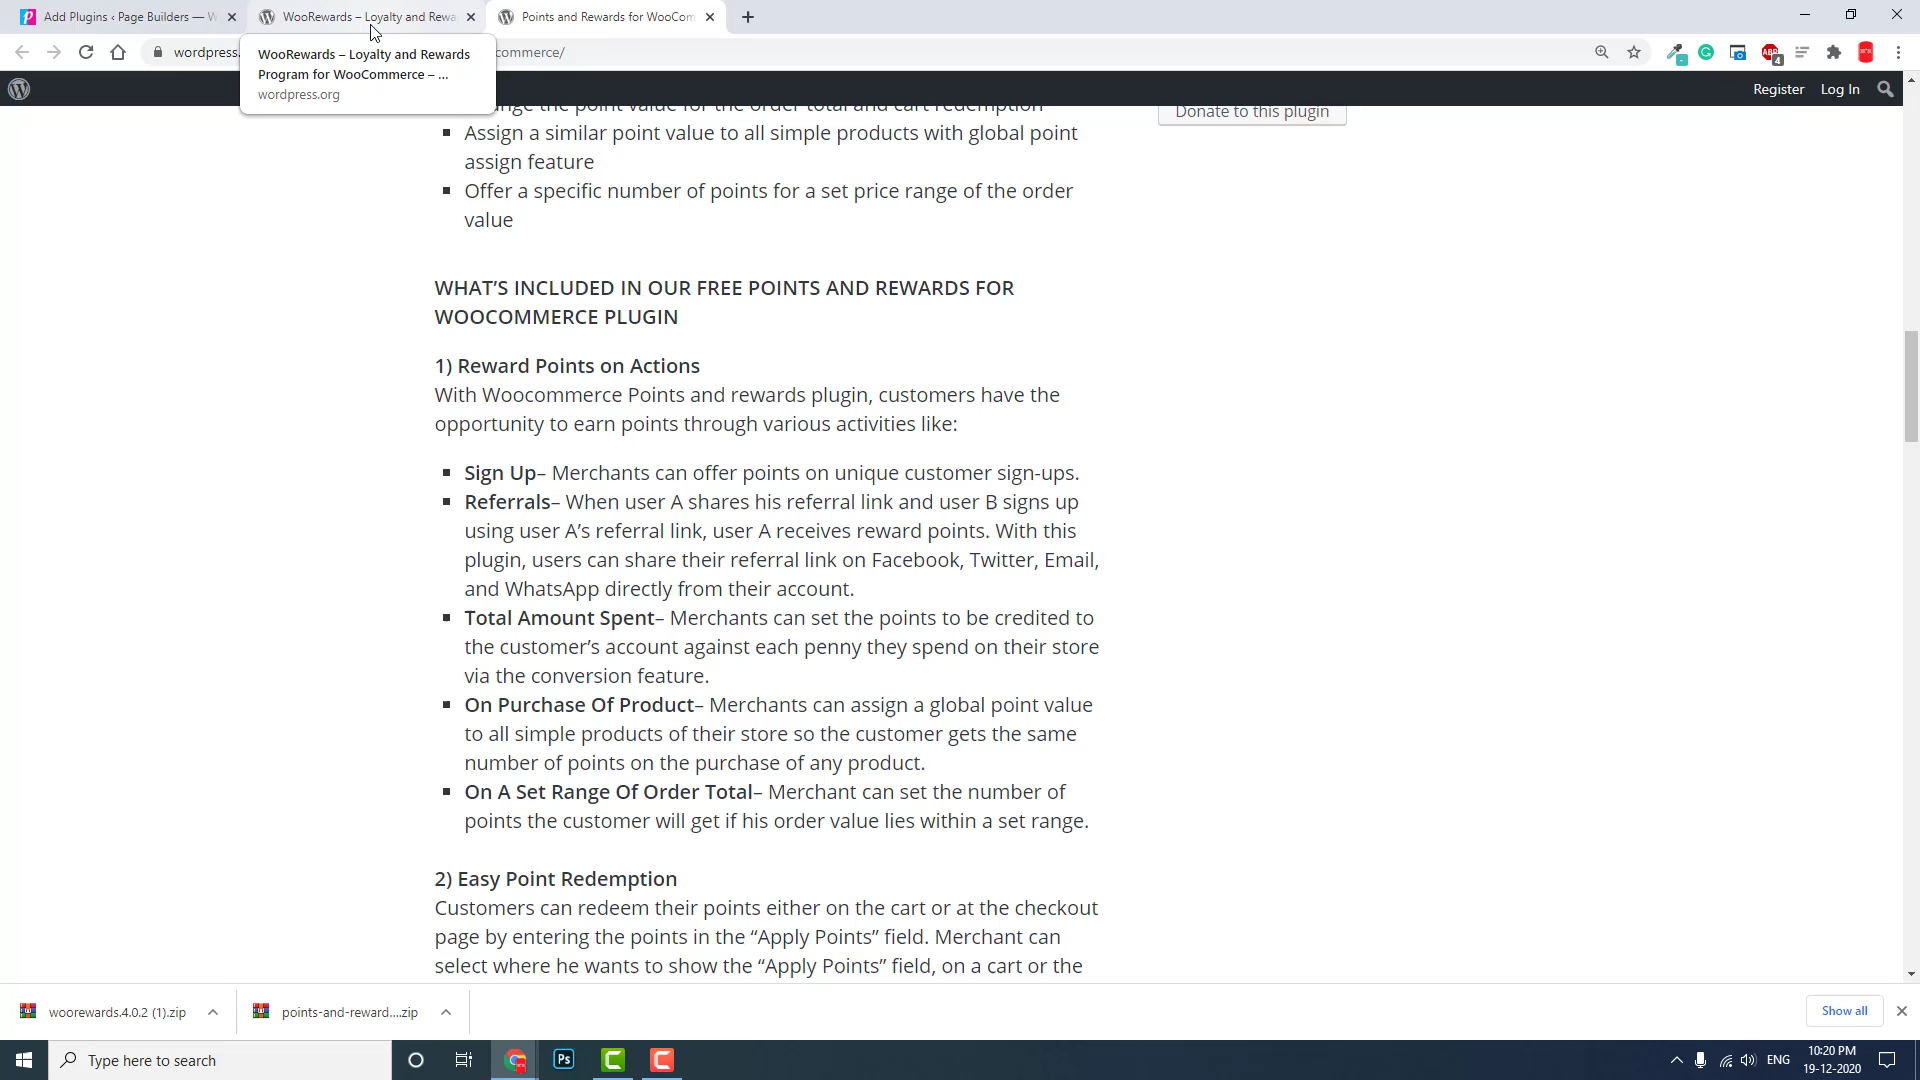 Add Plugins ‹ Page Builders — W
WooRewards – Loyalty and Rewa
Points and Rewards for WooCom
wordpress.
commerce/
WooRewards – Loyalty and Rewards
Program for WooCommerce – ...
wordpress.org
4
Register
Log In
Change the point value for the order total and cart redemption
Donate to this plugin
Assign a similar point value to all simple products with global point
assign feature
Offer a specific number of points for a set price range of the order
value
WHAT’S INCLUDED IN OUR FREE POINTS AND REWARDS FOR
WOOCOMMERCE PLUGIN
1) Reward Points on Actions
With Woocommerce Points and rewards plugin, customers have the
opportunity to earn points through various activities like:
Sign Up– Merchants can offer points on unique customer sign-ups.
Referrals– When user A shares his referral link and user B signs up
using user A’s referral link, user A receives reward points. With this
plugin, users can share their referral link on Facebook, Twitter, Email,
and WhatsApp directly from their account.
Total Amount Spent– Merchants can set the points to be credited to
the customer’s account against each penny they spend on their store
via the conversion feature.
On Purchase Of Product– Merchants can assign a global point value
to all simple products of their store so the customer gets the same
number of points on the purchase of any product.
On A Set Range Of Order Total– Merchant can set the number of
points the customer will get if his order value lies within a set range.
2) Easy Point Redemption
Customers can redeem their points either on the cart or at the checkout
page by entering the points in the “Apply Points” field. Merchant can
select where he wants to show the “Apply Points” field, on a cart or the
woorewards.4.0.2 (1).zip
points-and-reward....zip
Show all
Type here to search
Ps
ENG
10:20 PM
19-12-2020